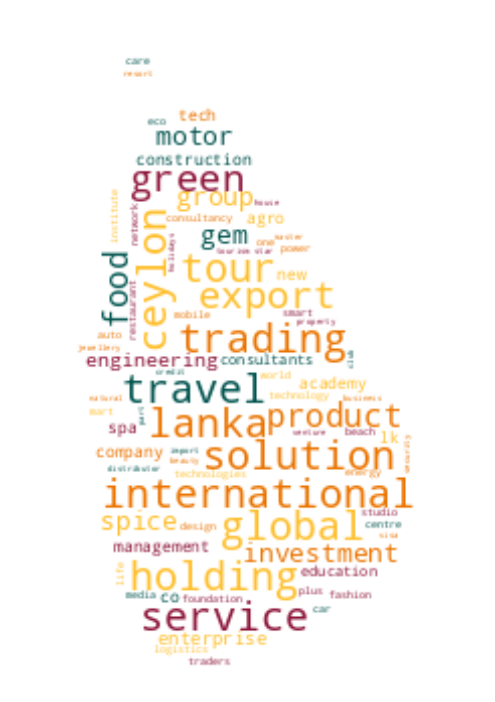 care
resort
tech
eco
motor
construction
green
group
house
institute
network
ceylon
consultancy
agro
gem
one
master
holidays
tourism star
power
food
tour
new
restaurant
export
mobile
smart
property
auto
trading
jewellery
engineering
consultants
club
credit
travel
world
academy
natural
technology
business
mart
part
lanka
product
spa
venture
beach
lk
company
import
solution
security
beauty
distributor
technologies
energy
international
spice
design
global
studio
centre
visa
management
investment
life
holding
education
media
co
foundation
plus
fashion
service
car
enterprise
logistics
traders